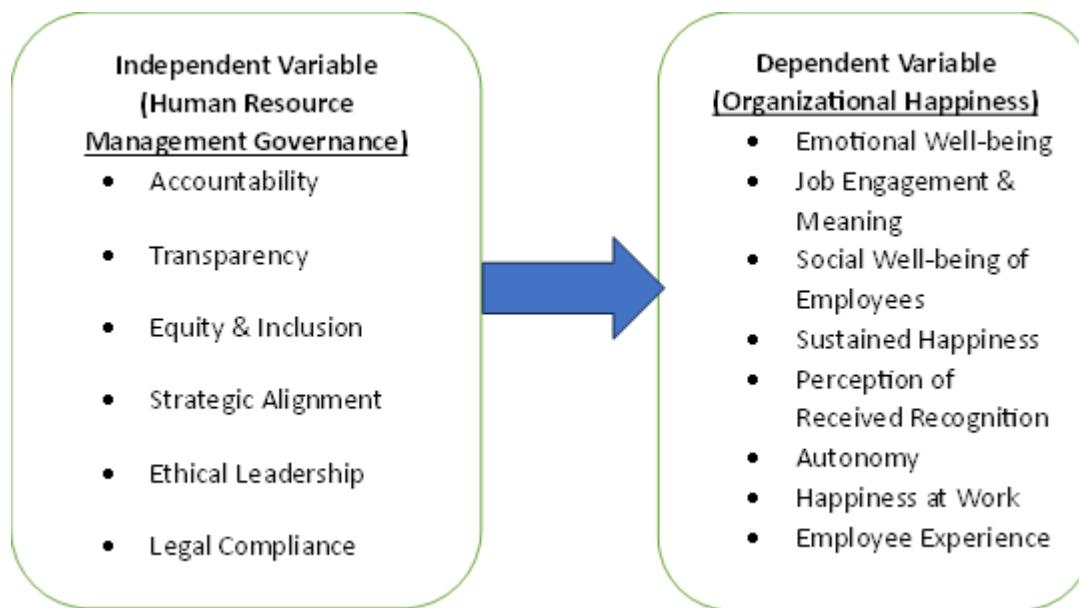 Independent Variable
(Human Resource
Management Governance)
• Accountability
• Transparency
• Equity & Inclusion
• Strategic Alignment
• Ethical Leadership
• Legal Compliance
Dependent Variable
(Organizational Happiness)
• Emotional Well-being
• Job Engagement &
Meaning
• Social Well-being of
Employees
• Sustained Happiness
• Perception of
Received Recognition
• Autonomy
• Happiness at Work
• Employee Experience